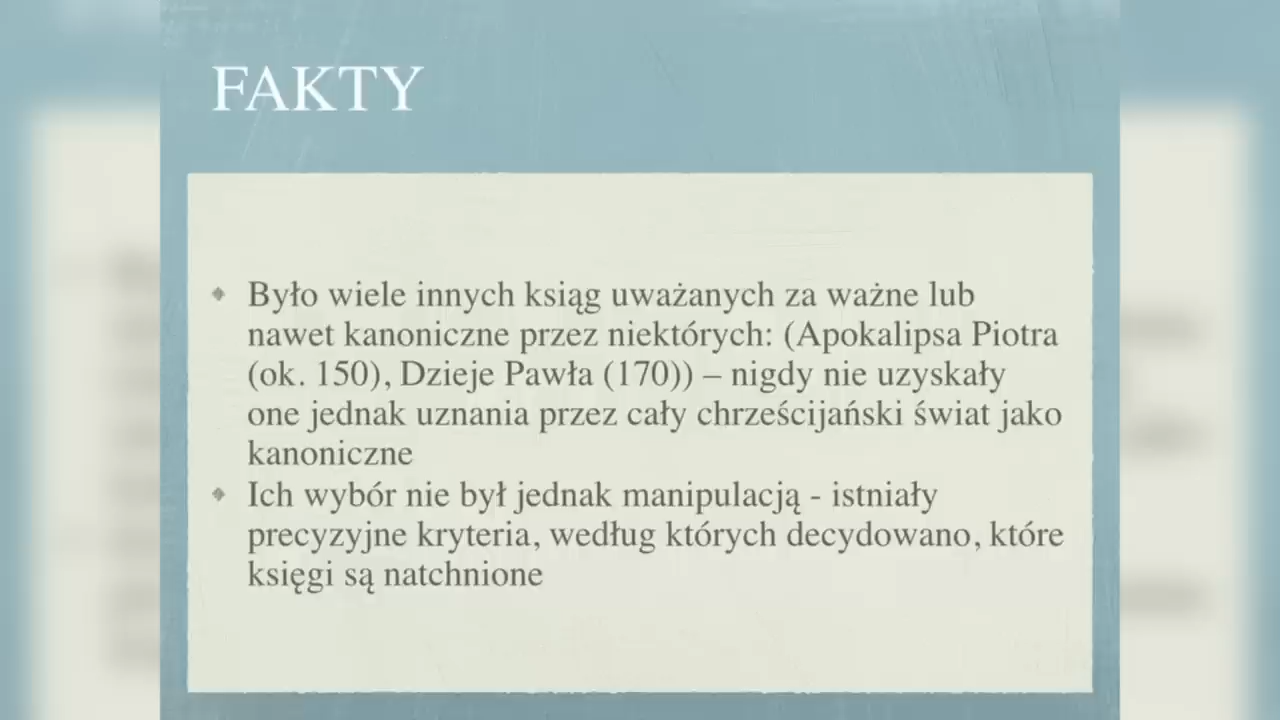 FAKTY
Było wiele innych ksiąg uważanych za ważne lub
nawet kanoniczne przez niektórych: (Apokalipsa Piotra
(ok. 150), Dzieje Pawła (170)) – nigdy nie uzyskały
one jednak uznania przez cały chrześcijański świat jako
kanoniczne
Ich wybór nie był jednak manipulacją - istniały
precyzyjne kryteria, według których decydowano, które
księgi są natchnione